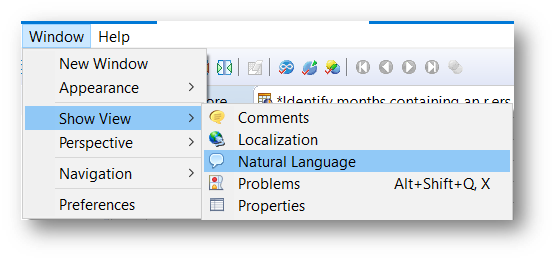 Window Help
New Window
Appearance
*Identify months containing an r.ers
Show View
Comments
Perspective
Localization
Natural Language
Navigation
Problems Alt+Shift+Q, X
Preferences
Properties